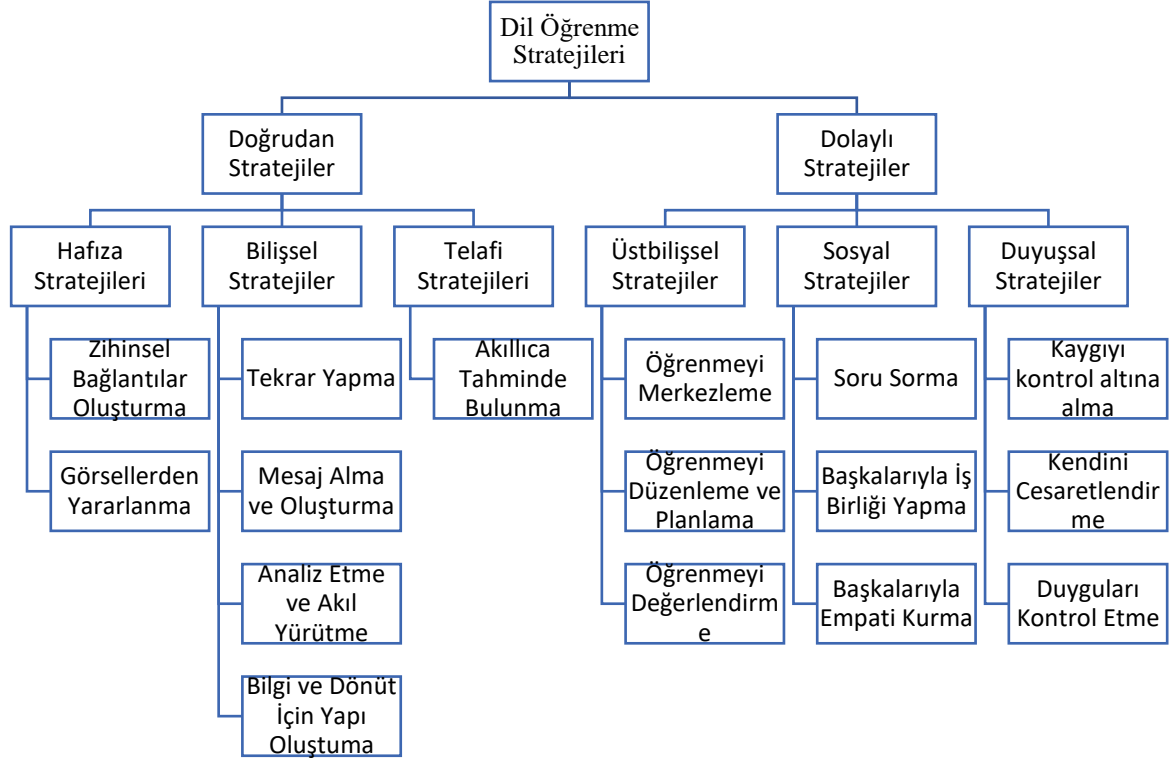 Dil Öğrenme
Stratejileri
Doğrudan
Stratejiler
Dolaylı
Stratejiler
Hafıza
Stratejileri
Bilişsel
Stratejiler
Telafi
Stratejileri
Üstbilişsel
Stratejiler
Sosyal
Stratejiler
Duyuşsal
Stratejiler
Zihinsel
Bağlantılar
Oluşturma
Tekrar Yapma
Akıllıca
Tahminde
Bulunma
Öğrenmeyi
Merkezleme
Soru Sorma
Kaygıyı
kontrol altına
alma
Görsellerden
Yararlanma
Mesaj Alma
ve Oluşturma
Öğrenmeyi
Düzenleme ve
Planlama
Başkalarıyla İş
Birliği Yapma
Kendini
Cesaretlendir
me
Analiz Etme
ve Akıl
Yürütme
Öğrenmeyi
Değerlendirm
e
Başkalarıyla
Empati Kurma
Duyguları
Kontrol Etme
Bilgi ve Dönüt
İçin Yapı
Oluştuma